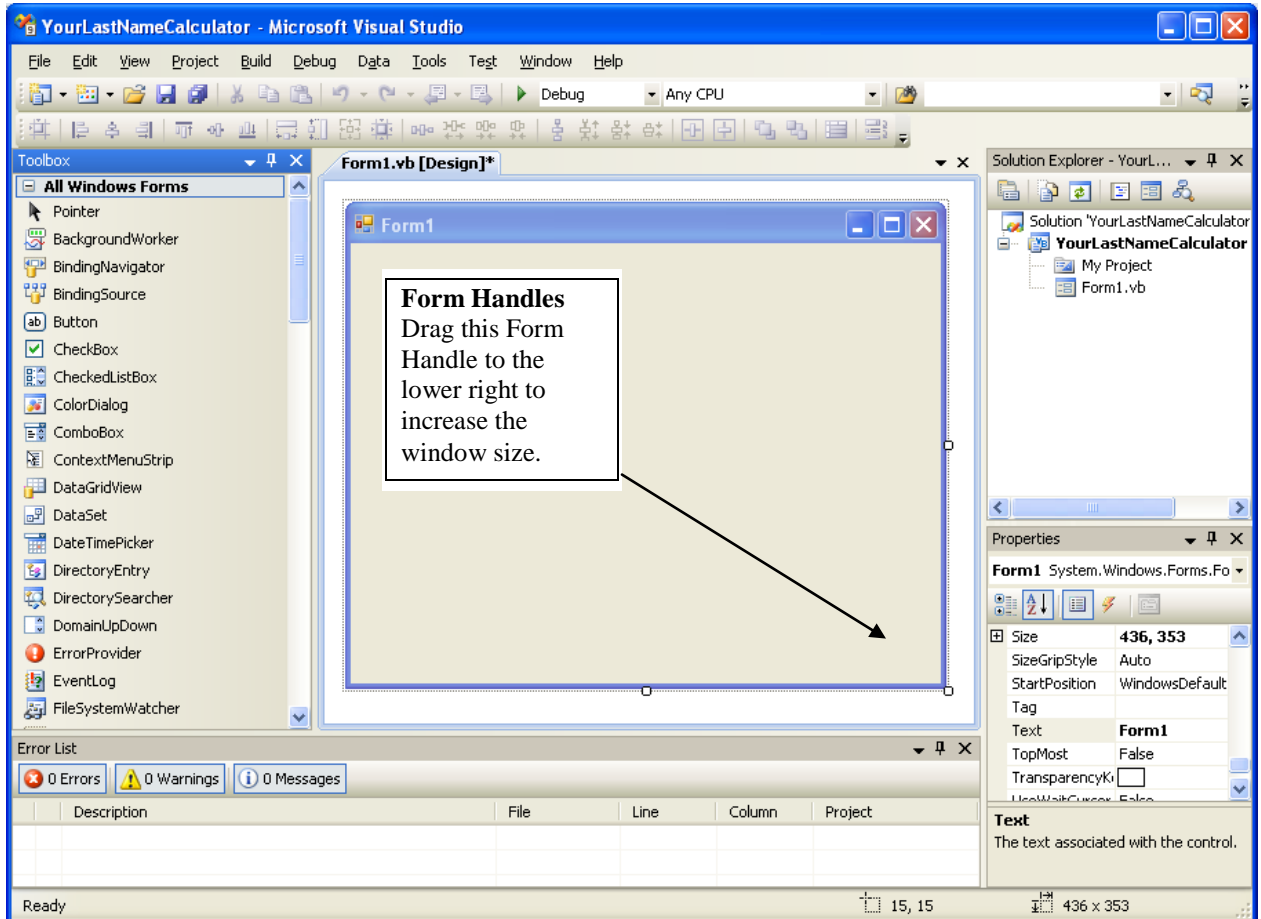 YourLastNameCalculator - Microsoft Visual Studio
File Edit View Project Build Debug Data Tools Test Window Help
Debug Any CPU
Toolbox
All Windows Forms
Pointer
BackgroundWorker
BindingNavigator
BindingSource
ab Button
CheckBox
CheckedListBox
ColorDialog
ComboBox
ContextMenuStrip
DataGridView
DataSet
DateTimePicker
DirectoryEntry
DirectorySearcher
DomainUpDown
ErrorProvider
EventLog
FileSystemWatcher
Form1.vb [Design]*
Form1
Form Handles
Drag this Form
Handle to the
lower right to
increase the
window size.
Solution Explorer - YourL...
Solution 'YourLastNameCalculator
YourLastNameCalculator
My Project
Form1.vb
Properties
Form1 System.Windows.Forms.Fo
Size 436, 353
SizeGripStyle Auto
StartPosition WindowsDefault
Tag
Text Form1
TopMost False
TransparencyK
UseWaitCursor False
Text
The text associated with the control.
Error List
0 Errors 0 Warnings 0 Messages
Description File Line Column Project
Ready 15, 15 436 x 353